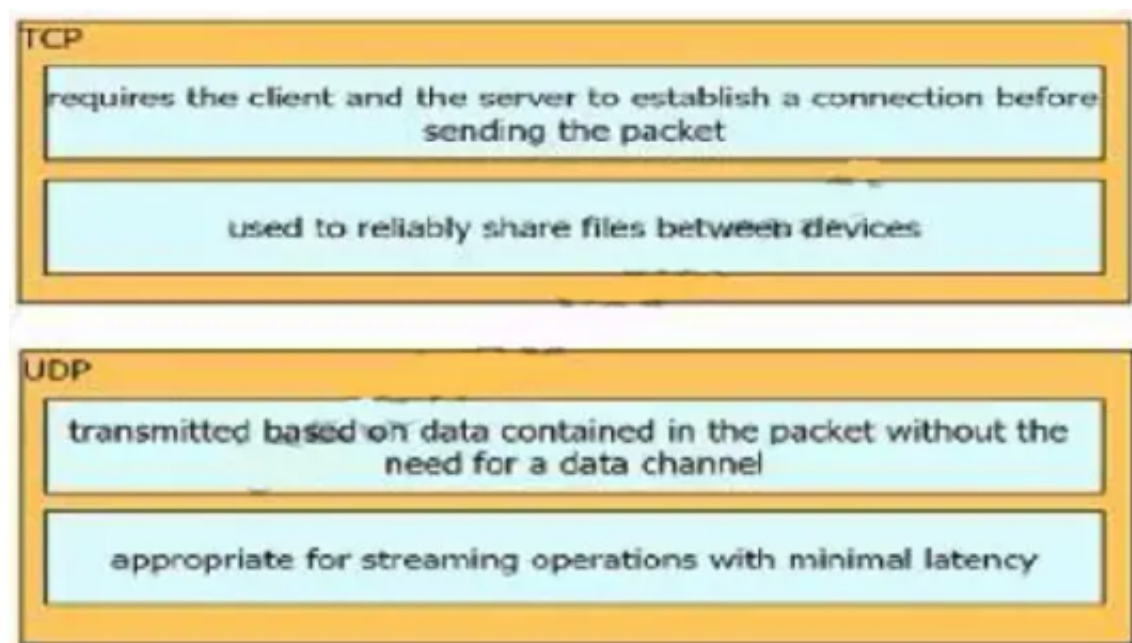 TCP
requires the client and the server to establish a connection before
sending the packet
used to reliably share files between devices
UDP
transmitted based on data contained in the packet without the
need for a data channel
appropriate for streaming operations with minimal latency